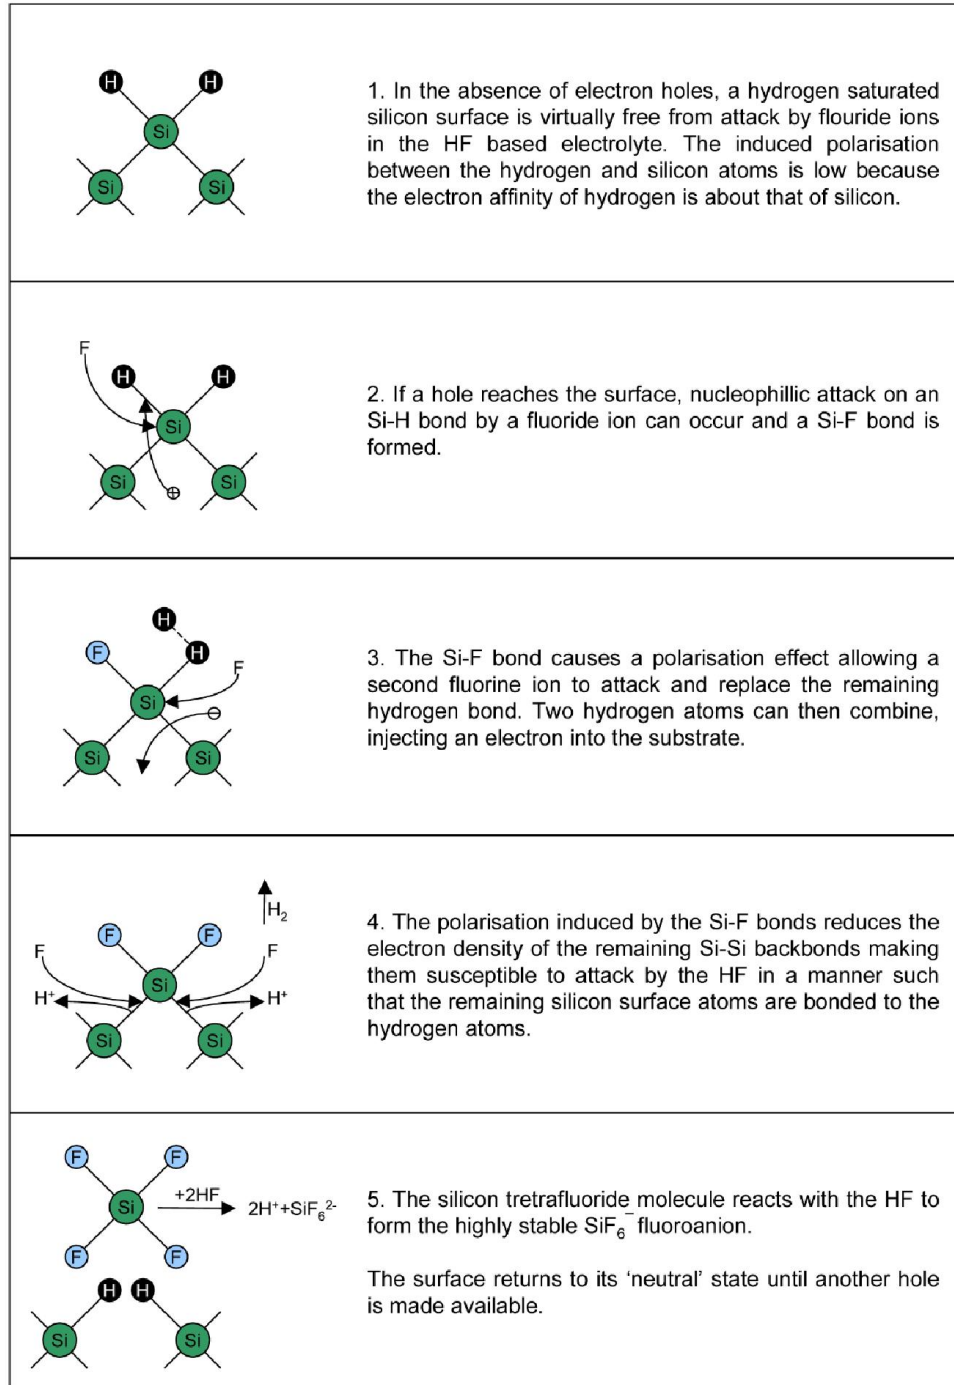 H H
Si
Si Si
1. In the absence of electron holes, a hydrogen saturated
silicon surface is virtually free from attack by flouride ions
in the HF based electrolyte. The induced polarisation
between the hydrogen and silicon atoms is low because
the electron affinity of hydrogen is about that of silicon.
F
H H
Si
Si Si
⊕
2. If a hole reaches the surface, nucleophillic attack on an
Si-H bond by a fluoride ion can occur and a Si-F bond is
formed.
H
F H
F
Si
⊖
Si Si
3. The Si-F bond causes a polarisation effect allowing a
second fluorine ion to attack and replace the remaining
hydrogen bond. Two hydrogen atoms can then combine,
injecting an electron into the substrate.
H₂
F F
F F
Si
H⁺ H⁺
Si Si
4. The polarisation induced by the Si-F bonds reduces the
electron density of the remaining Si-Si backbonds making
them susceptible to attack by the HF in a manner such
that the remaining silicon surface atoms are bonded to the
hydrogen atoms.
F F
+2HF
Si 2H⁺+SiF₆²⁻
F F
H H
Si Si
5. The silicon tretrafluoride molecule reacts with the HF to
form the highly stable SiF₆⁻ fluoroanion.
The surface returns to its ‘neutral’ state until another hole
is made available.